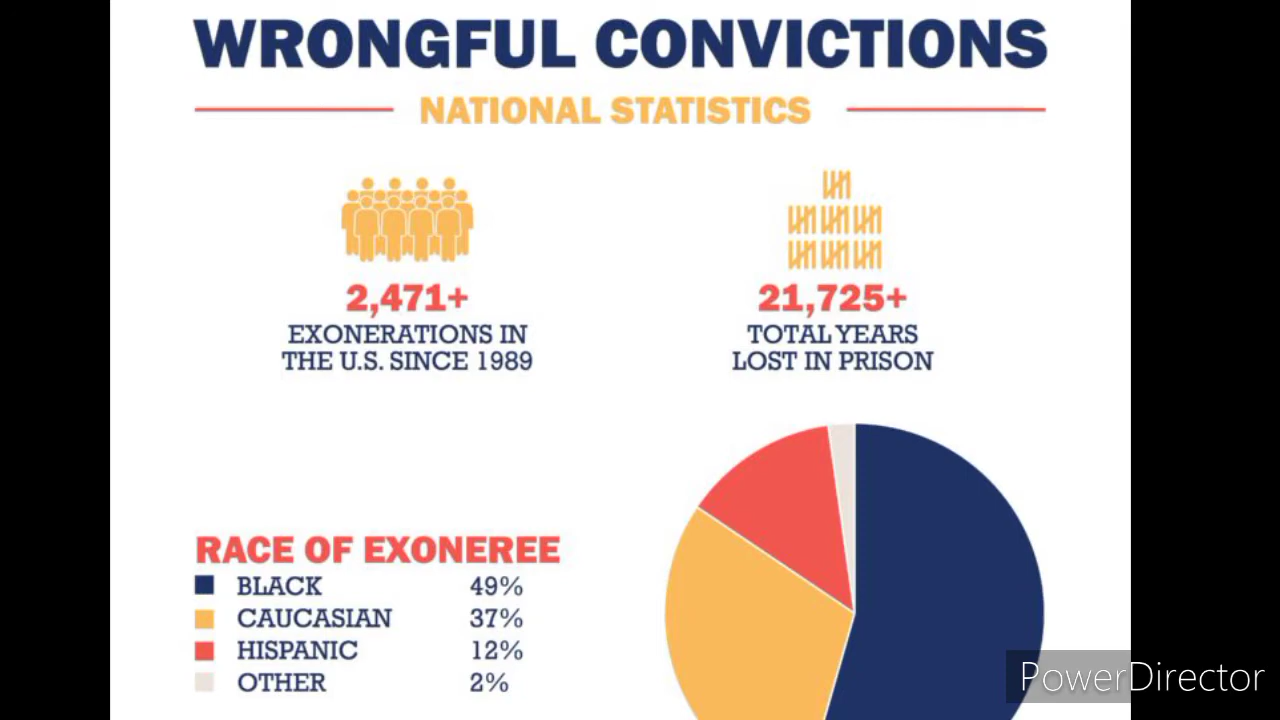 WRONGFUL CONVICTIONS
NATIONAL STATISTICS
2,471+
EXONERATIONS IN
THE U.S. SINCE 1989
21,725+
TOTAL YEARS
LOST IN PRISON
RACE OF EXONEREE
BLACK 49%
CAUCASIAN 37%
HISPANIC 12%
OTHER 2%
PowerDirector